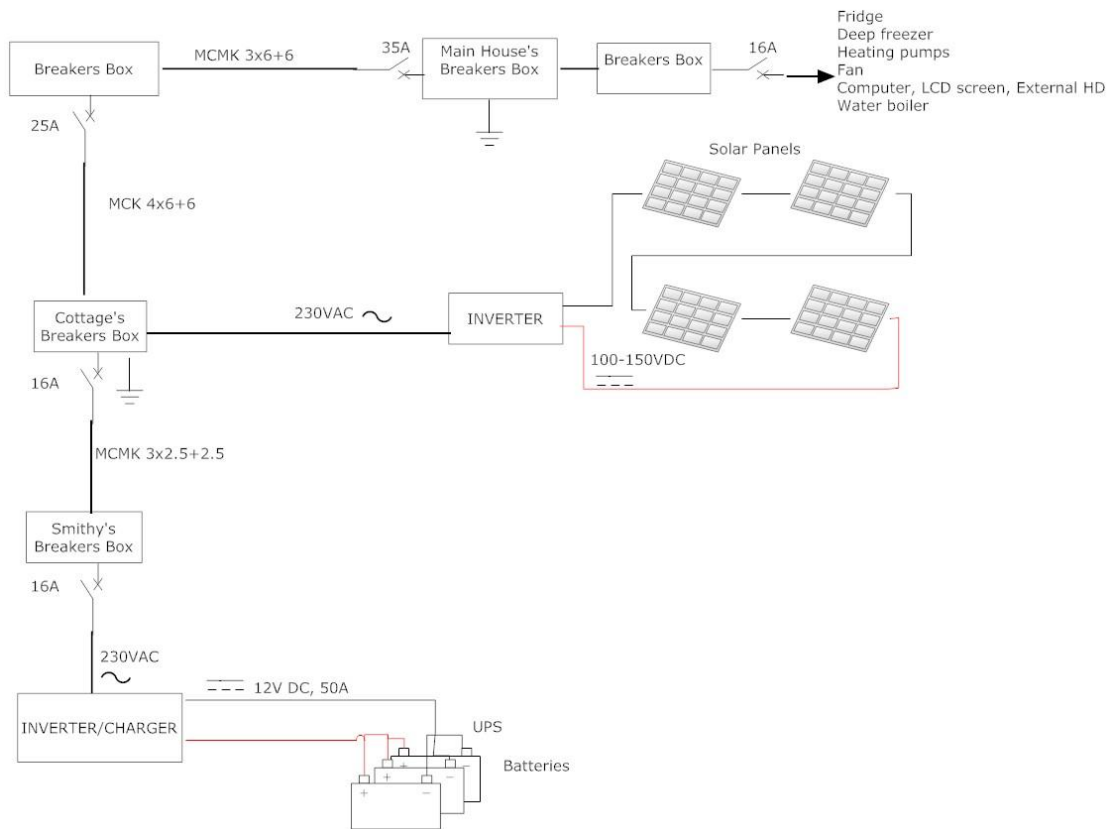 Fridge
Deep freezer
Heating pumps
Fan
Computer, LCD screen, External HD
Water boiler
Breakers Box
MCMK 3x6+6
35A
Main House's
Breakers Box
Breakers Box
16A
25A
Solar Panels
MCK 4x6+6
Cottage's
Breakers Box
230VAC
INVERTER
100-150VDC
16A
MCMK 3x2.5+2.5
Smithy's
Breakers Box
16A
230VAC
12V DC, 50A
INVERTER/CHARGER
UPS
Batteries
+ -
+ -
+ -